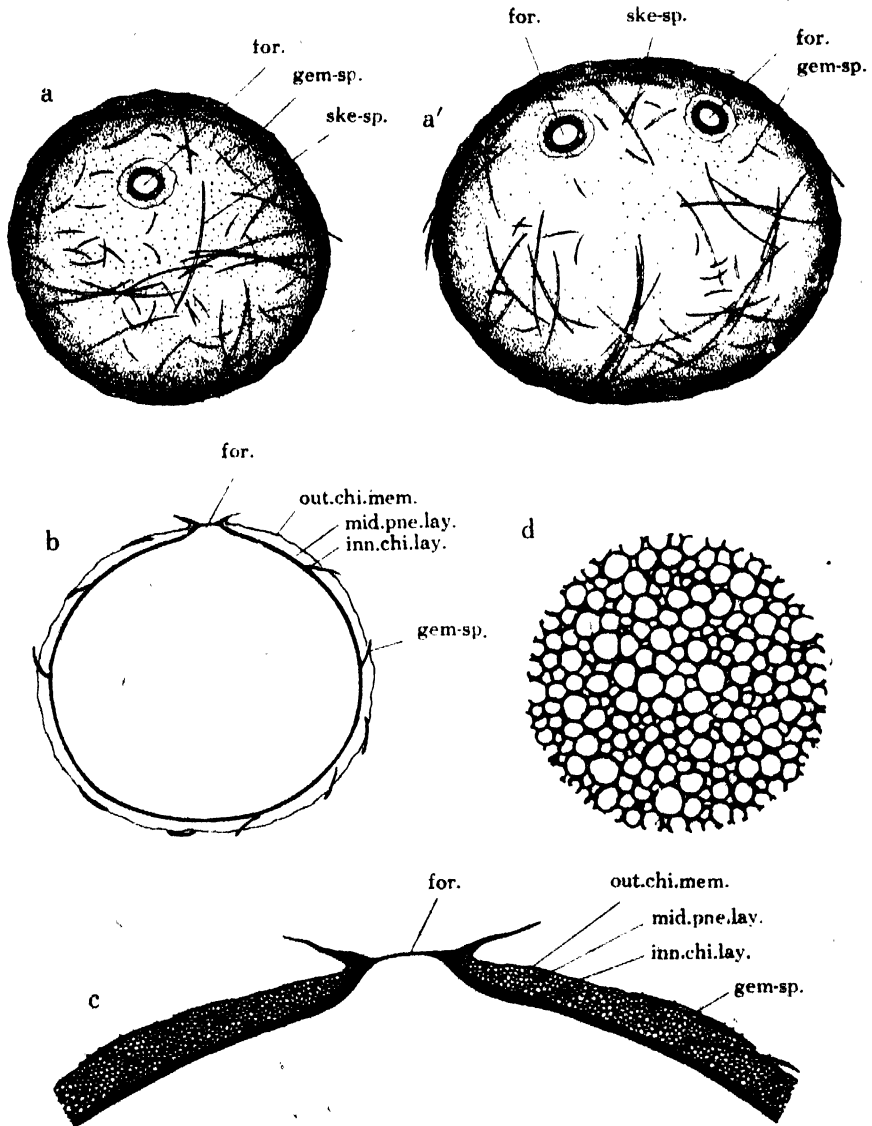 a
for.
gem-sp.
ske-sp.
a′
for.
ske-sp.
for.
gem-sp.
b
for.
out.chi.mem.
mid.pne.lay.
inn.chi.lay.
gem-sp.
d
c
for.
out.chi.mem.
mid.pne.lay.
inn.chi.lay.
gem-sp.